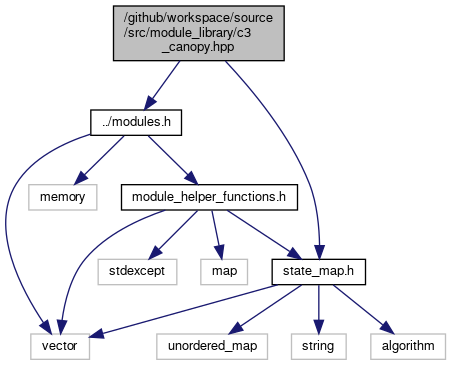 /github/workspace/source
/src/module_library/c3
_canopy.hpp
../modules.h
memory
module_helper_functions.h
stdexcept
map
state_map.h
vector
unordered_map
string
algorithm